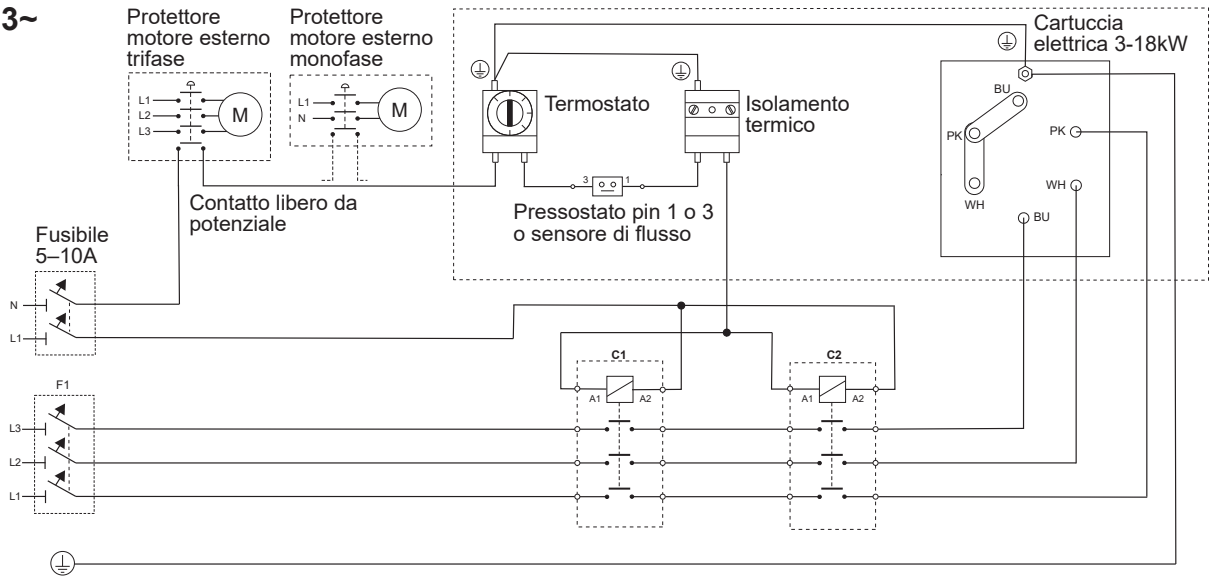 3~
Protettore
motore esterno
trifase
Protettore
motore esterno
monofase
Cartuccia
elettrica 3-18kW
L1
L2
L3
M
L1
N
M
Termostato
Isolamento
termico
BU
PK
WH
PK
WH
BU
3
1
Contatto libero da
potenziale
Pressostato pin 1 o 3
o sensore di flusso
Fusibile
5–10A
N
L1
C1
C2
A1
A2
A1
A2
F1
L3
L2
L1